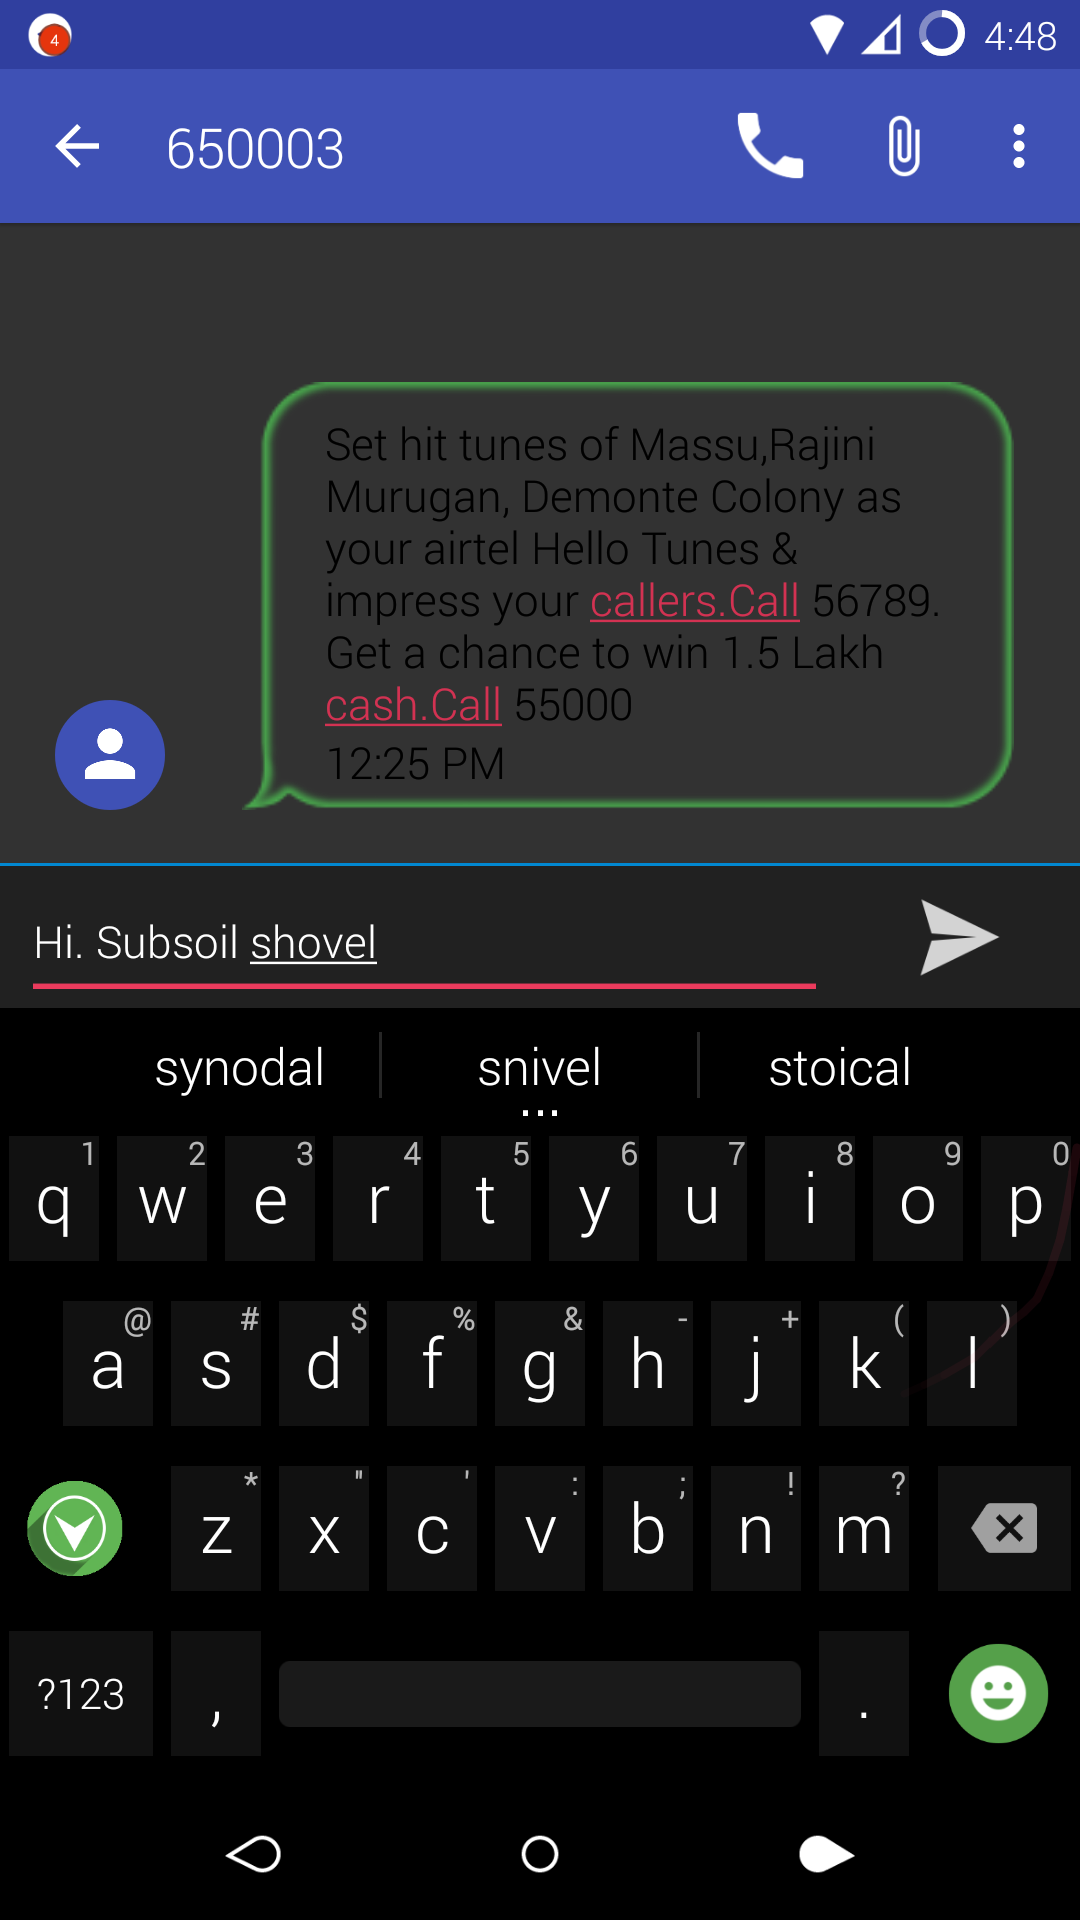 4
4:48
650003
Set hit tunes of Massu,Rajini
Murugan, Demonte Colony as
your airtel Hello Tunes &
impress your callers.Call 56789.
Get a chance to win 1.5 Lakh
cash.Call 55000
12:25 PM
Hi. Subsoil shovel
synodal snivel stoical
...
1 2 3 4 5 6 7 8 9 0
q w e r t y u i o p
@ # $ % & - + ( )
a s d f g h j k l
* " ' : ; ! ?
z x c v b n m
?123 , .